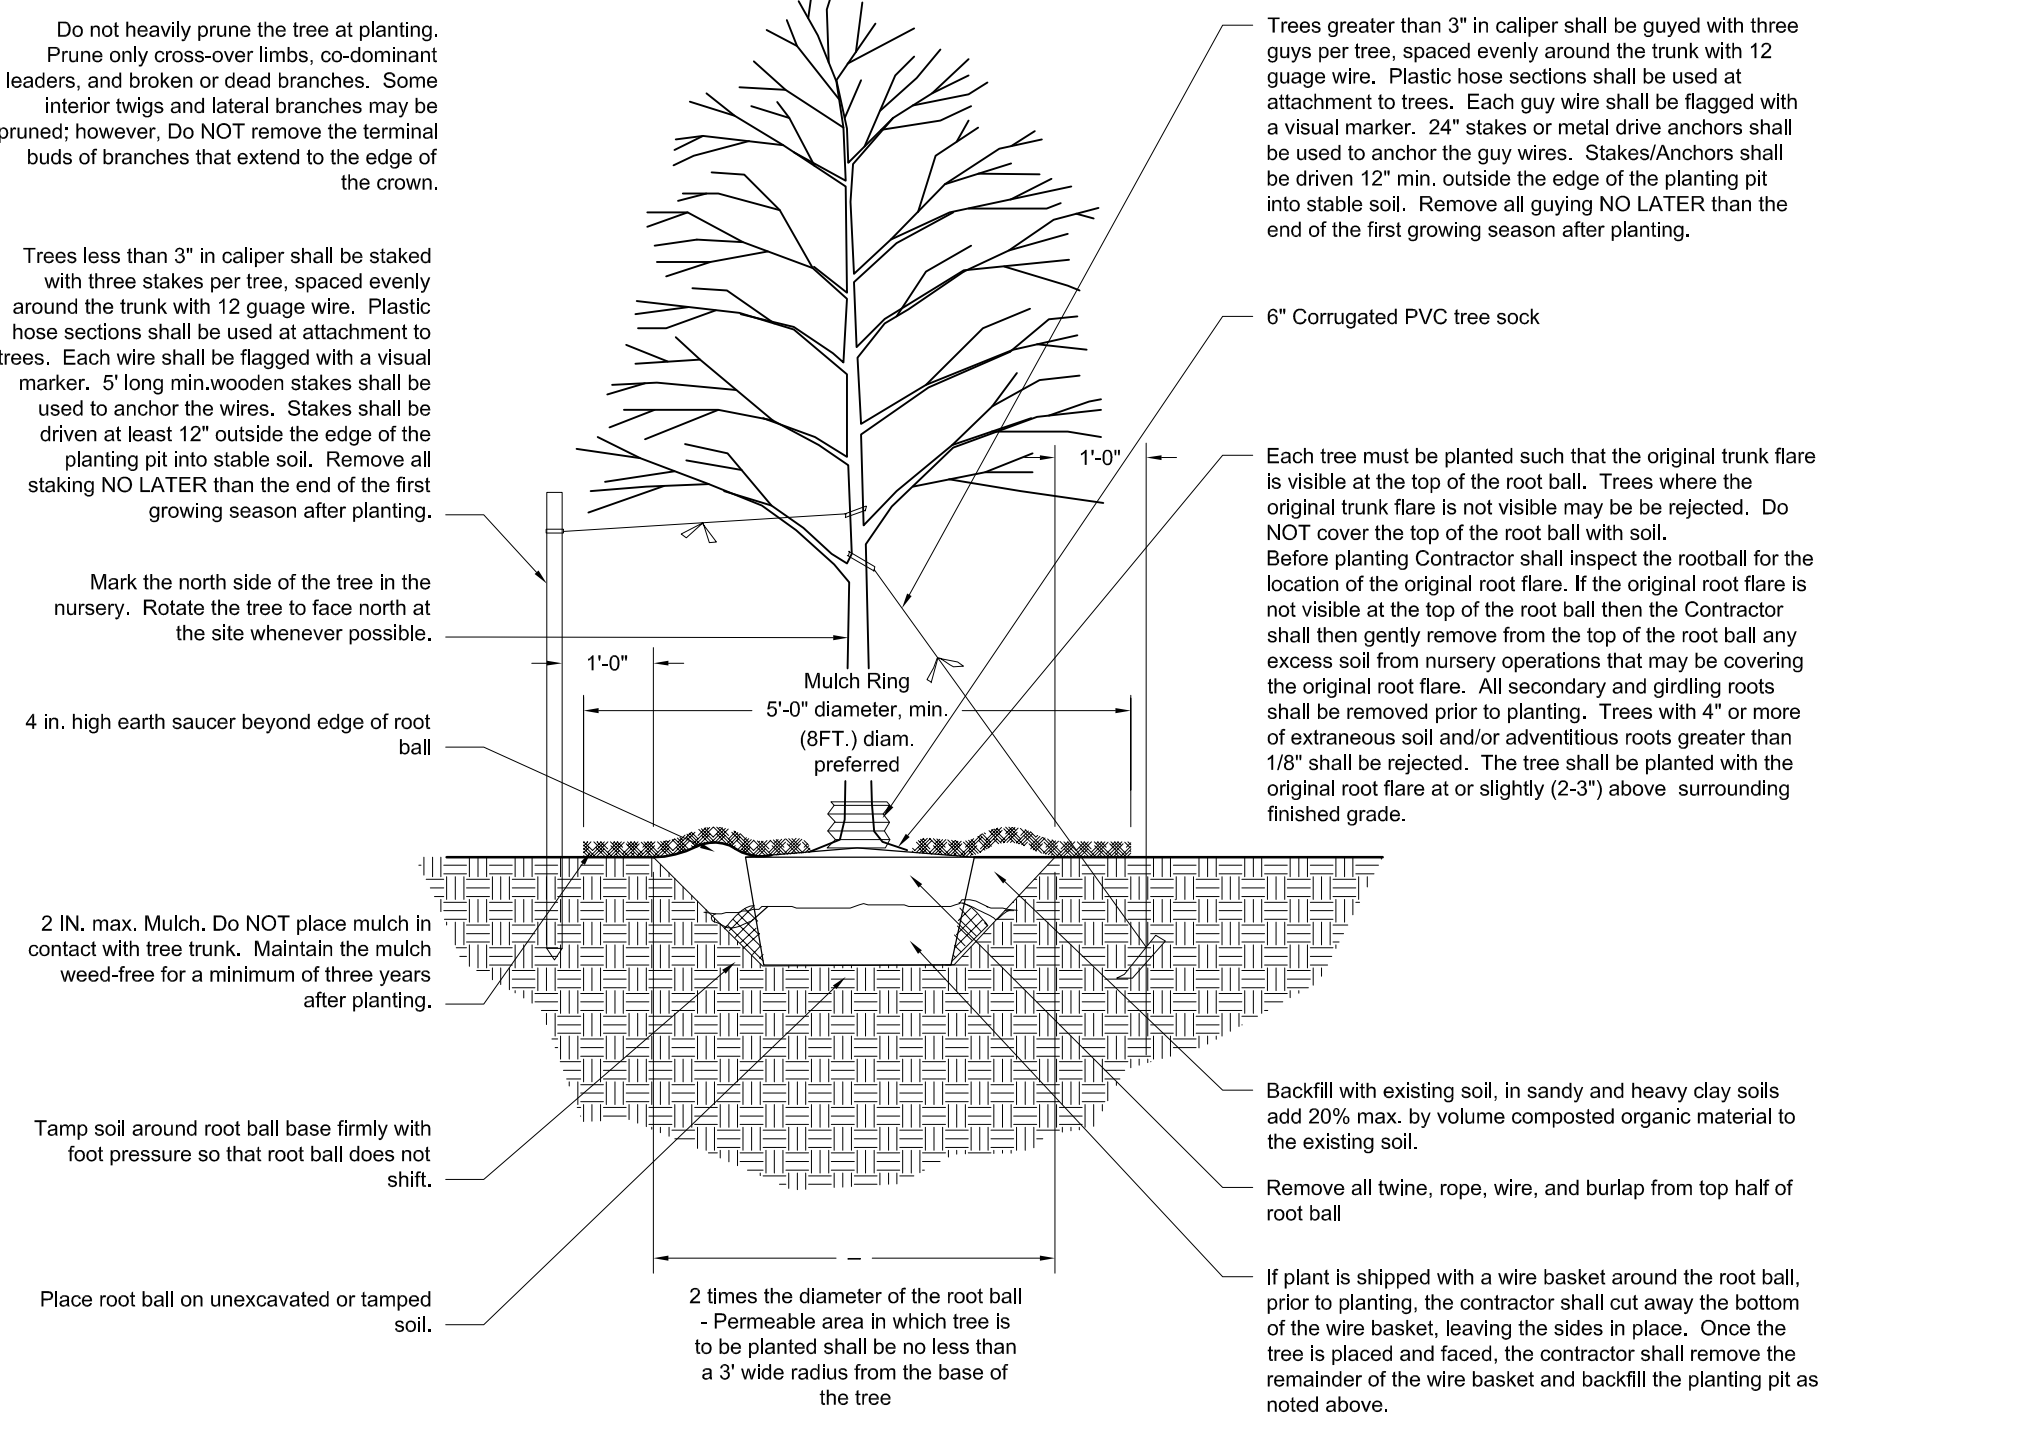 Do not heavily prune the tree at planting.
Prune only cross-over limbs, co-dominant
leaders, and broken or dead branches.  Some
interior twigs and lateral branches may be
pruned; however, Do NOT remove the terminal
buds of branches that extend to the edge of
the crown.
Trees less than 3" in caliper shall be staked
with three stakes per tree, spaced evenly
around the trunk with 12 guage wire.  Plastic
hose sections shall be used at attachment to
trees.  Each wire shall be flagged with a visual
marker.  5' long min.wooden stakes shall be
used to anchor the wires.  Stakes shall be
driven at least 12" outside the edge of the
planting pit into stable soil.  Remove all
staking NO LATER than the end of the first
growing season after planting.
Mark the north side of the tree in the
nursery.  Rotate the tree to face north at
the site whenever possible.
4 in. high earth saucer beyond edge of root
ball
2 IN. max. Mulch. Do NOT place mulch in
contact with tree trunk.  Maintain the mulch
weed-free for a minimum of three years
after planting.
Tamp soil around root ball base firmly with
foot pressure so that root ball does not
shift.
Place root ball on unexcavated or tamped
soil.
1'-0"
1'-0"
Mulch Ring
5'-0" diameter, min.
(8FT.) diam.
preferred
2 times the diameter of the root ball
- Permeable area in which tree is
to be planted shall be no less than
a 3' wide radius from the base of
the tree
Trees greater than 3" in caliper shall be guyed with three
guys per tree, spaced evenly around the trunk with 12
guage wire.  Plastic hose sections shall be used at
attachment to trees.  Each guy wire shall be flagged with
a visual marker.  24" stakes or metal drive anchors shall
be used to anchor the guy wires.  Stakes/Anchors shall
be driven 12" min. outside the edge of the planting pit
into stable soil.  Remove all guying NO LATER than the
end of the first growing season after planting.
6" Corrugated PVC tree sock
Each tree must be planted such that the original trunk flare
is visible at the top of the root ball.  Trees where the
original trunk flare is not visible may be be rejected.  Do
NOT cover the top of the root ball with soil.
Before planting Contractor shall inspect the rootball for the
location of the original root flare. If the original root flare is
not visible at the top of the root ball then the Contractor
shall then gently remove from the top of the root ball any
excess soil from nursery operations that may be covering
the original root flare.  All secondary and girdling roots
shall be removed prior to planting.  Trees with 4" or more
of extraneous soil and/or adventitious roots greater than
1/8" shall be rejected.  The tree shall be planted with the
original root flare at or slightly (2-3") above  surrounding
finished grade.
Backfill with existing soil, in sandy and heavy clay soils
add 20% max. by volume composted organic material to
the existing soil.
Remove all twine, rope, wire, and burlap from top half of
root ball
If plant is shipped with a wire basket around the root ball,
prior to planting, the contractor shall cut away the bottom
of the wire basket, leaving the sides in place.  Once the
tree is placed and faced, the contractor shall remove the
remainder of the wire basket and backfill the planting pit as
noted above.